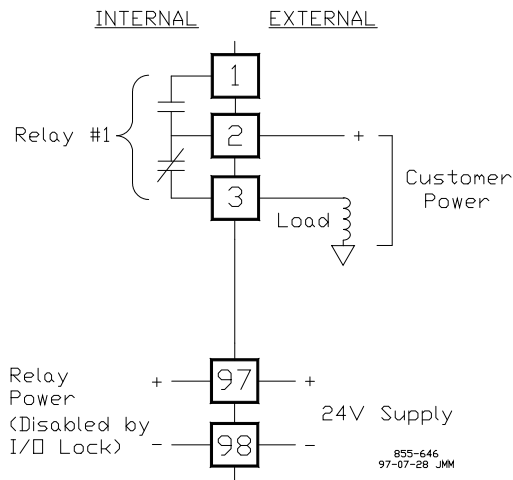 INTERNAL EXTERNAL
1
Relay #1
2 +
3
Customer
Power
Load
Relay
Power
(Disabled by
I/O Lock)
+ 97 +
24V Supply
- 98 -
855-646
97-07-28 JMM